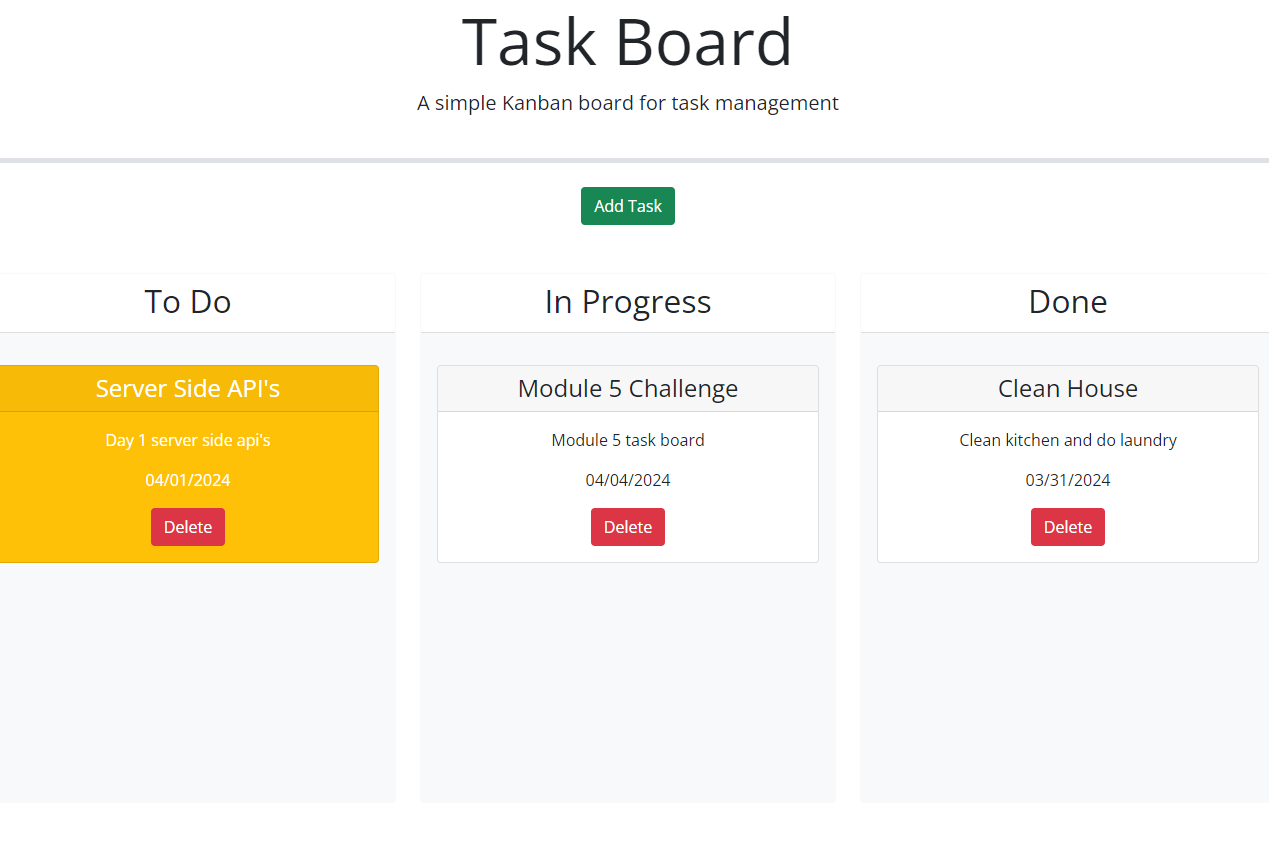 Task Board
A simple Kanban board for task management
Add Task
To Do
Server Side API's
Day 1 server side api's
04/01/2024
Delete
In Progress
Module 5 Challenge
Module 5 task board
04/04/2024
Delete
Done
Clean House
Clean kitchen and do laundry
03/31/2024
Delete